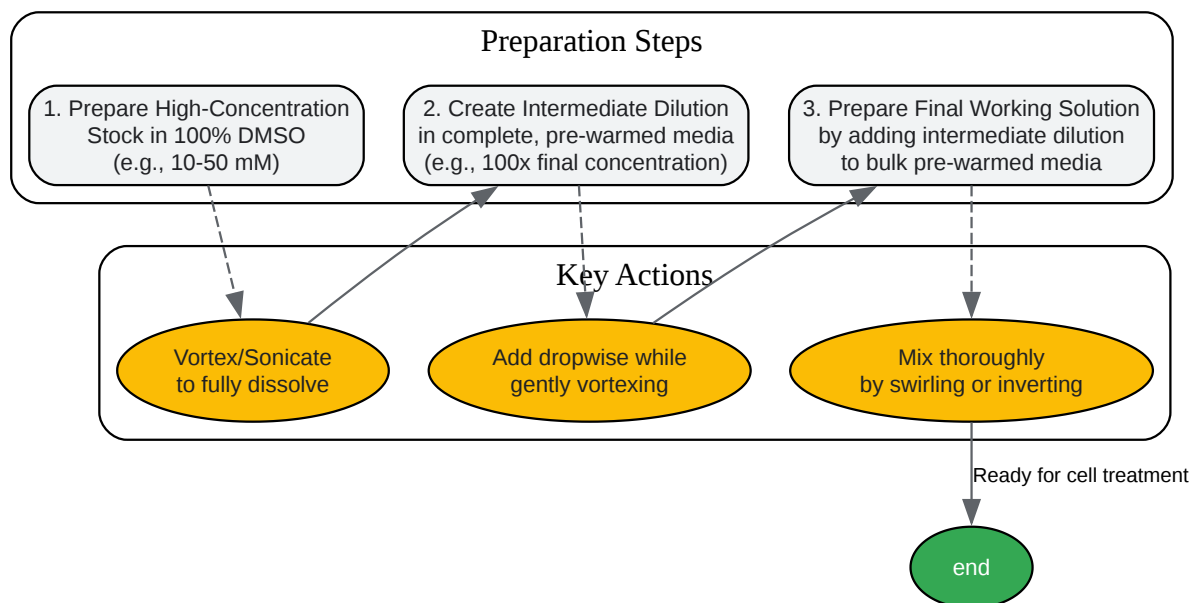 Preparation Steps
1. Prepare High-Concentration
Stock in 100% DMSO
(e.g., 10-50 mM)
2. Create Intermediate Dilution
in complete, pre-warmed media
(e.g., 100x final concentration)
3. Prepare Final Working Solution
by adding intermediate dilution
to bulk pre-warmed media
Key Actions
Vortex/Sonicate
to fully dissolve
Add dropwise while
gently vortexing
Mix thoroughly
by swirling or inverting
Ready for cell treatment
end